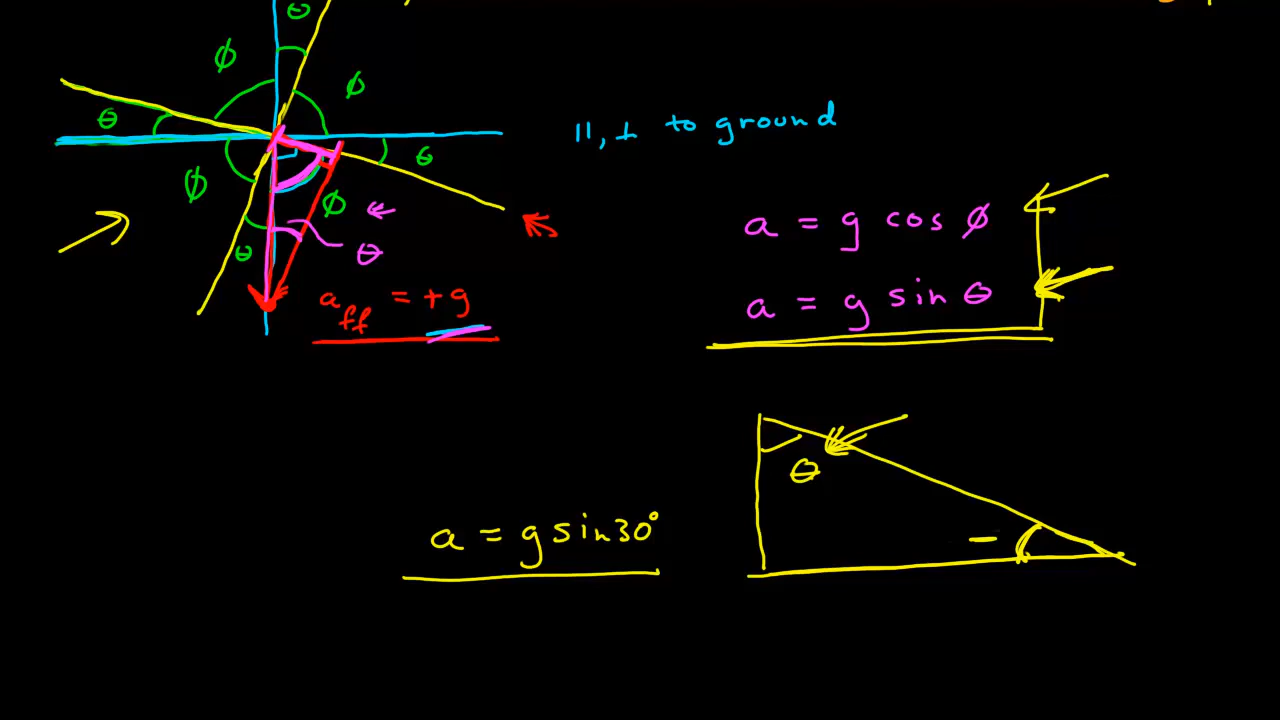 θ
ϕ
ϕ
θ
||, ⊥ to ground
θ
ϕ
ϕ
θ
θ
a = g cos ϕ
a_ff = +g
a = g sin θ
θ
a = g sin 30°